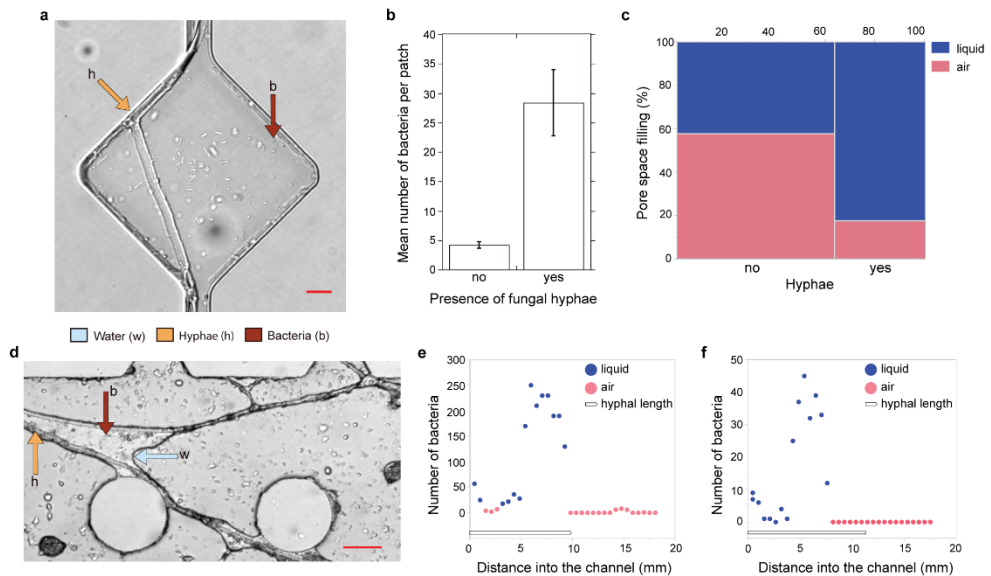 a
h
b
b
Mean number of bacteria per patch
40
35
30
25
20
15
10
5
0
no yes
Presence of fungal hyphae
c
20 40 60 80 100
liquid
air
Pore space filling (%)
100
80
60
40
20
0
no yes
Hyphae
Water (w) Hyphae (h) Bacteria (b)
d
b
w
h
e
liquid
air
hyphal length
Number of bacteria
300
250
200
150
100
50
0
0 5 10 15 20
Distance into the channel (mm)
f
liquid
air
hyphal length
Number of bacteria
50
40
30
20
10
0
0 5 10 15 20
Distance into the channel (mm)